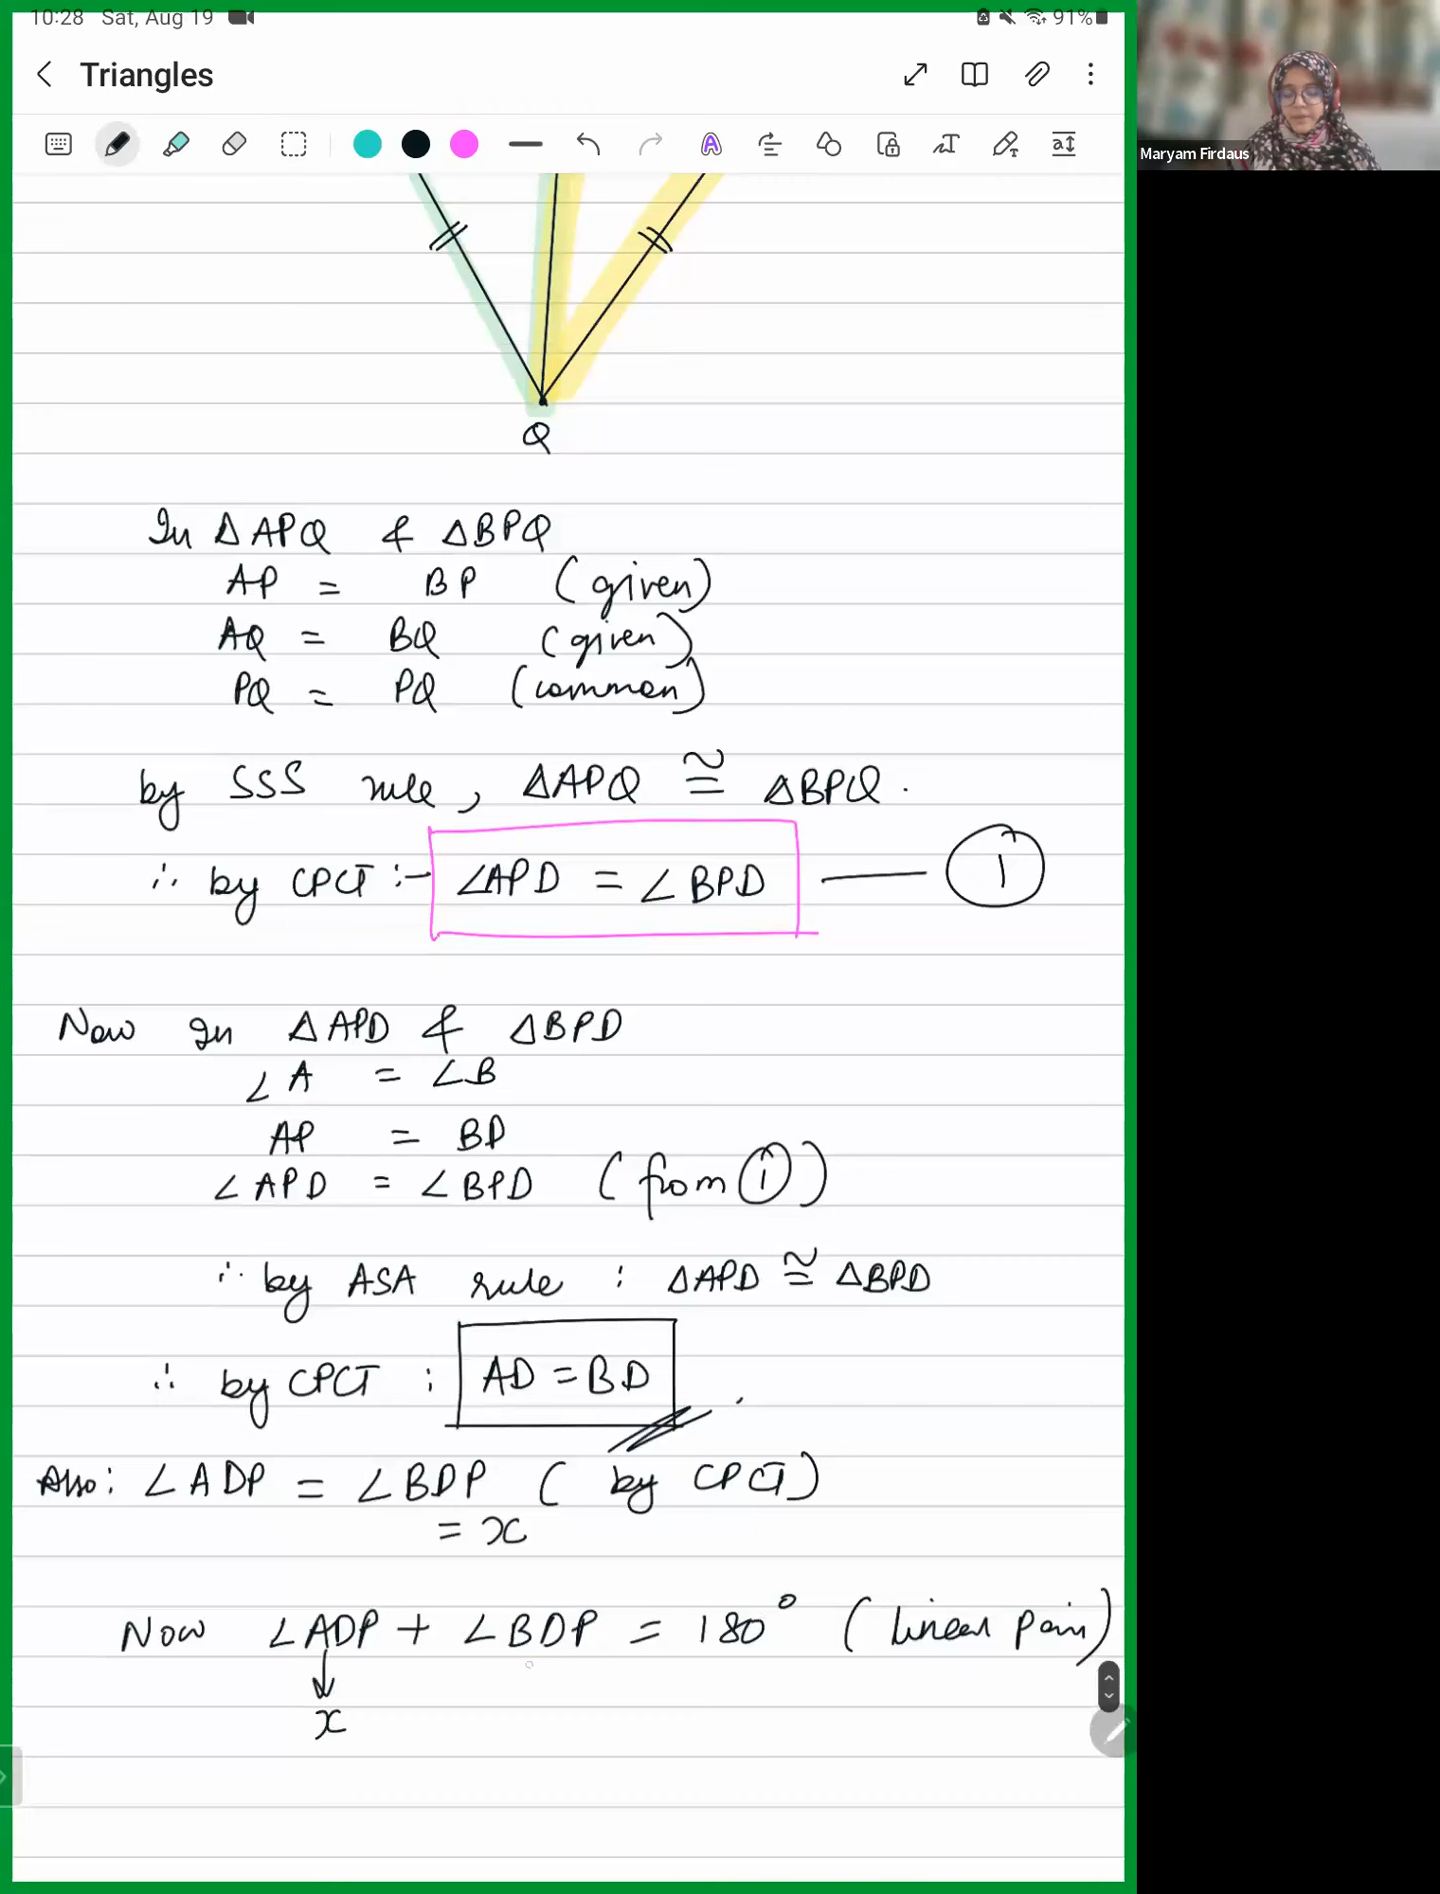 10:28 Sat, Aug 19
91%
Triangles
Maryam Firdaus
Q
In ΔAPQ & ΔBPQ
AP = BP (given)
AQ = BQ (given)
PQ = PQ (common)
by SSS rule, ΔAPQ ≅ ΔBPQ.
∴ by CPCT :- ∠APD = ∠BPD —— ①
Now In ΔAPD & ΔBPD
∠A = ∠B
AP = BD
∠APD = ∠BPD (from ①)
∴ by ASA rule : ΔAPD ≅ ΔBPD
∴ by CPCT : AD = BD
Also: ∠ADP = ∠BDP (by CPCT)
= x
Now ∠ADP + ∠BDP = 180° (linear pair)
↓
x